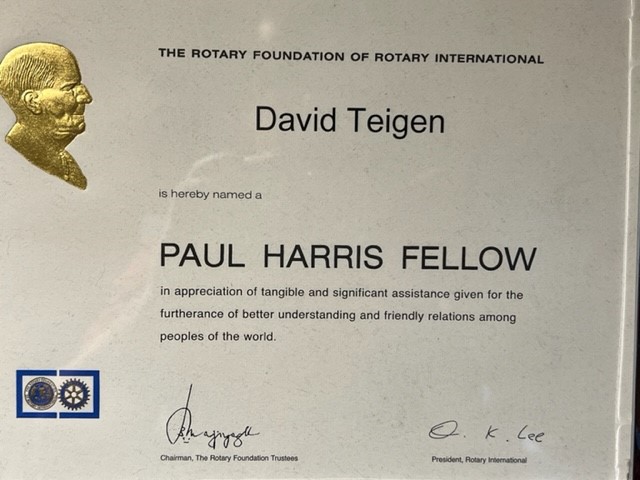 THE ROTARY FOUNDATION OF ROTARY INTERNATIONAL
David Teigen
is hereby named a
PAUL HARRIS FELLOW
in appreciation of tangible and significant assistance given for the
furtherance of better understanding and friendly relations among
peoples of the world.
D. K. Lee
Chairman, The Rotary Foundation Trustees
President, Rotary International